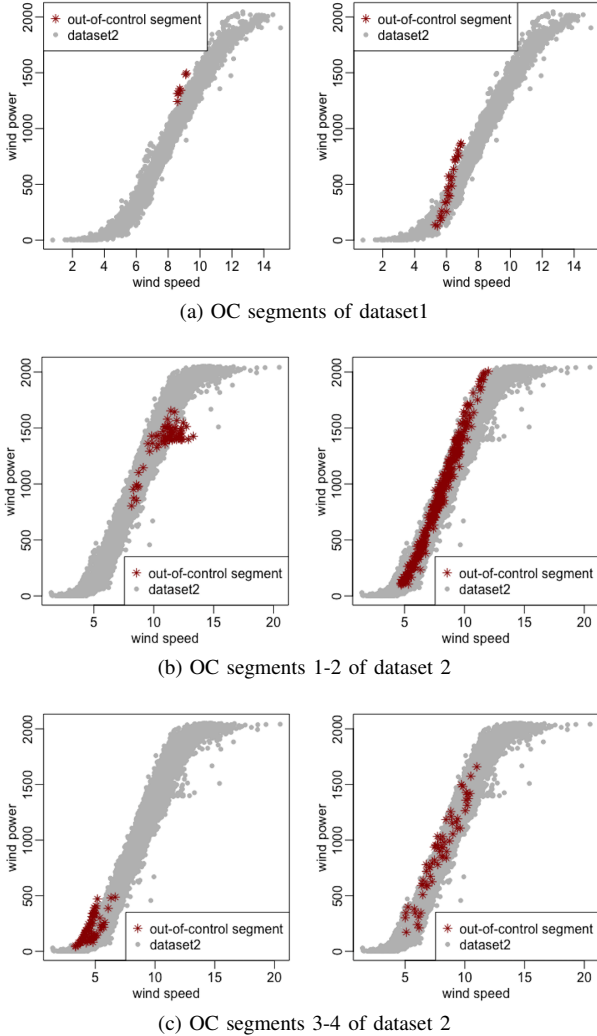 out-of-control segment
dataset2
wind power
0 500 1000 1500 2000
2 4 6 8 10 12 14
wind speed
out-of-control segment
dataset2
wind power
0 500 1000 1500 2000
2 4 6 8 10 12 14
wind speed
(a) OC segments of dataset1
wind power
0 500 1000 1500 2000
out-of-control segment
dataset2
5 10 15 20
wind speed
wind power
0 500 1000 1500 2000
out-of-control segment
dataset2
5 10 15 20
wind speed
(b) OC segments 1-2 of dataset 2
wind power
0 500 1000 1500 2000
out-of-control segment
dataset2
5 10 15 20
wind speed
wind power
0 500 1000 1500 2000
out-of-control segment
dataset2
5 10 15 20
wind speed
(c) OC segments 3-4 of dataset 2